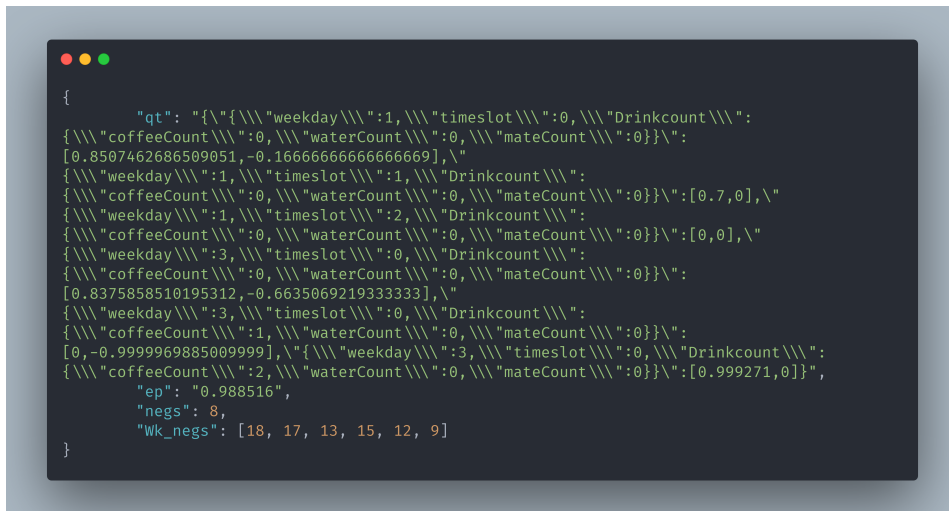 {
"qt": "{\"{\\\"weekday\\\":1,\\\"timeslot\\\":0,\\\"Drinkcount\\\":
{\\\"coffeeCount\\\":0,\\\"waterCount\\\":0,\\\"mateCount\\\":0}}\":
[0.8507462686509051,-0.16666666666666669],\"
{\\\"weekday\\\":1,\\\"timeslot\\\":1,\\\"Drinkcount\\\":
{\\\"coffeeCount\\\":0,\\\"waterCount\\\":0,\\\"mateCount\\\":0}}\":[0.7,0],\"
{\\\"weekday\\\":1,\\\"timeslot\\\":2,\\\"Drinkcount\\\":
{\\\"coffeeCount\\\":0,\\\"waterCount\\\":0,\\\"mateCount\\\":0}}\":[0,0],\"
{\\\"weekday\\\":3,\\\"timeslot\\\":0,\\\"Drinkcount\\\":
{\\\"coffeeCount\\\":0,\\\"waterCount\\\":0,\\\"mateCount\\\":0}}\":
[0.8375858510195312,-0.6635069219333333],\"
{\\\"weekday\\\":3,\\\"timeslot\\\":0,\\\"Drinkcount\\\":
{\\\"coffeeCount\\\":1,\\\"waterCount\\\":0,\\\"mateCount\\\":0}}\":
[0,-0.9999969885009999],\"{\\\"weekday\\\":3,\\\"timeslot\\\":0,\\\"Drinkcount\\\":
{\\\"coffeeCount\\\":2,\\\"waterCount\\\":0,\\\"mateCount\\\":0}}\":[0.999271,0]}",
"ep": "0.988516",
"negs": 8,
"Wk_negs": [18, 17, 13, 15, 12, 9]
}